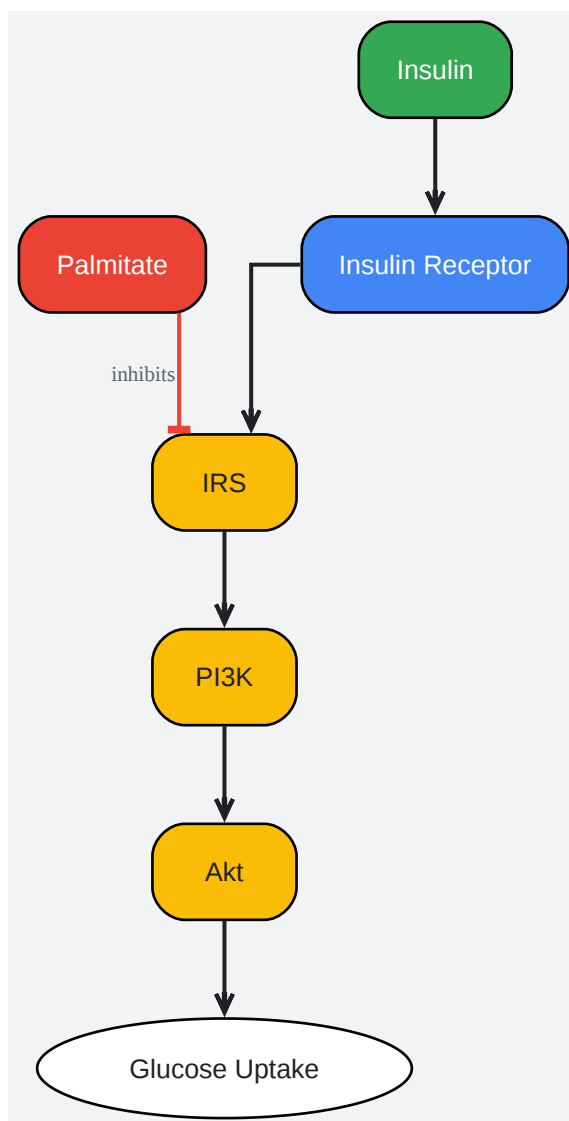 Insulin
Palmitate
Insulin Receptor
inhibits
IRS
PI3K
Akt
Glucose Uptake